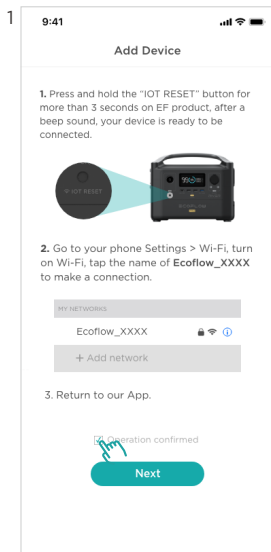 1
9:41
Add Device
1. Press and hold the “IOT RESET” button for
more than 3 seconds on EF product, after a
beep sound, your device is ready to be
connected.
IOT RESET
2. Go to your phone Settings > Wi-Fi, turn
on Wi-Fi, tap the name of Ecoflow_XXXX
to make a connection.
MY NETWORKS
Ecoflow_XXXX
+ Add network
3. Return to our App.
Operation confirmed
Next